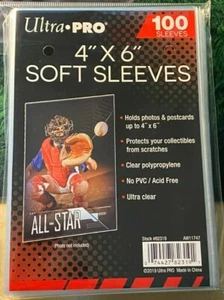 Ultra•PRO
100
SLEEVES
4" X 6"
SOFT SLEEVES
• Holds photos & postcards
up to 4" x 6"
• Protects your collectibles
from scratches
• Clear polypropylene
• No PVC / Acid Free
• Ultra clear
ALL-STAR
(Photo not included)
Stock #82319
©2019 Ultra PRO Made in China